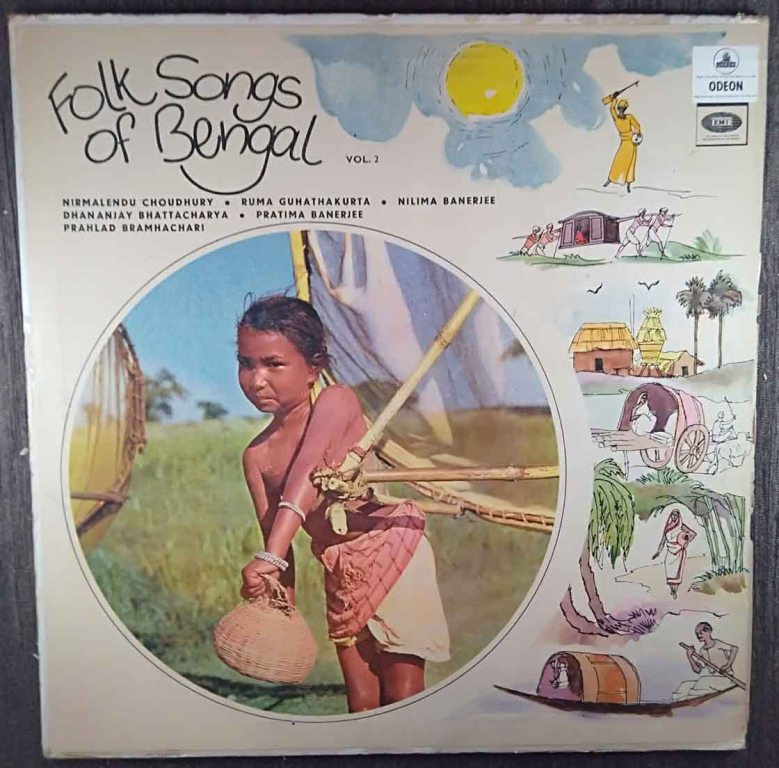 Folk Songs
of Bengal
VOL. 2
NIRMALENDU CHOUDHURY • RUMA GUHATHAKURTA • NILIMA BANERJEE
DHANANJAY BHATTACHARYA • PRATIMA BANERJEE
PRAHLAD BRAMHACHARI
ODEON
EMI